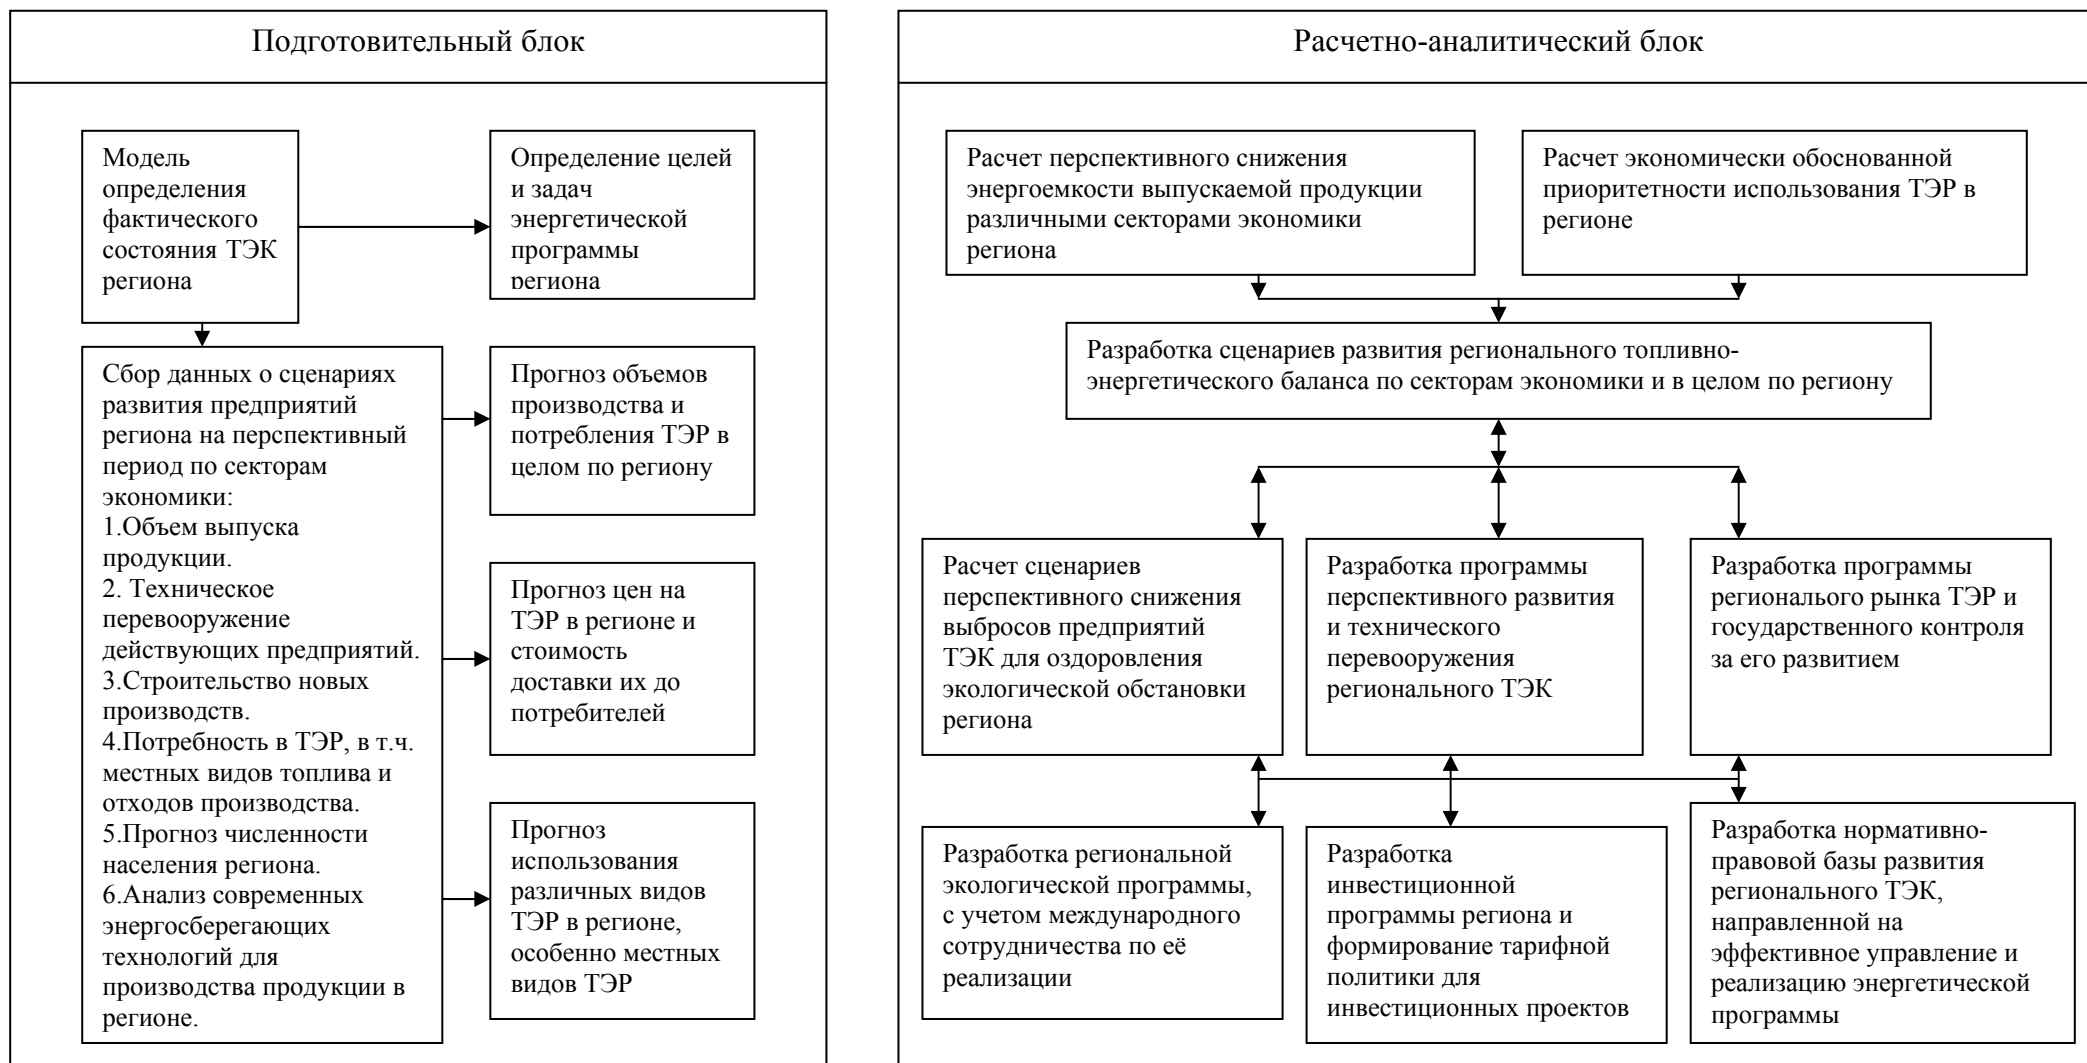 Подготовительный блок
Модель
определения
фактического
состояния ТЭК
региона
Определение целей
и задач
энергетической
программы
региона
Сбор данных о сценариях
развития предприятий
региона на перспективный
период по секторам
экономики:
1.Объем выпуска
продукции.
2. Техническое
перевооружение
действующих предприятий.
3.Строительство новых
производств.
4.Потребность в ТЭР, в т.ч.
местных видов топлива и
отходов производства.
5.Прогноз численности
населения региона.
6.Анализ современных
энергосберегающих
технологий для
производства продукции в
регионе.
Прогноз объемов
производства и
потребления ТЭР в
целом по региону
Прогноз цен на
ТЭР в регионе и
стоимость
доставки их до
потребителей
Прогноз
использования
различных видов
ТЭР в регионе,
особенно местных
видов ТЭР
Расчетно-аналитический блок
Расчет перспективного снижения
энергоемкости выпускаемой продукции
различными секторами экономики
региона
Расчет экономически обоснованной
приоритетности использования ТЭР в
регионе
Разработка сценариев развития регионального топливно-
энергетического баланса по секторам экономики и в целом по региону
Расчет сценариев
перспективного снижения
выбросов предприятий
ТЭК для оздоровления
экологической обстановки
региона
Разработка программы
перспективного развития
и технического
перевооружения
регионального ТЭК
Разработка программы
региональого рынка ТЭР и
государственного контроля
за его развитием
Разработка региональной
экологической программы,
с учетом международного
сотрудничества по её
реализации
Разработка
инвестиционной
программы региона и
формирование тарифной
политики для
инвестиционных проектов
Разработка нормативно-
правовой базы развития
регионального ТЭК,
направленной на
эффективное управление и
реализацию энергетической
программы